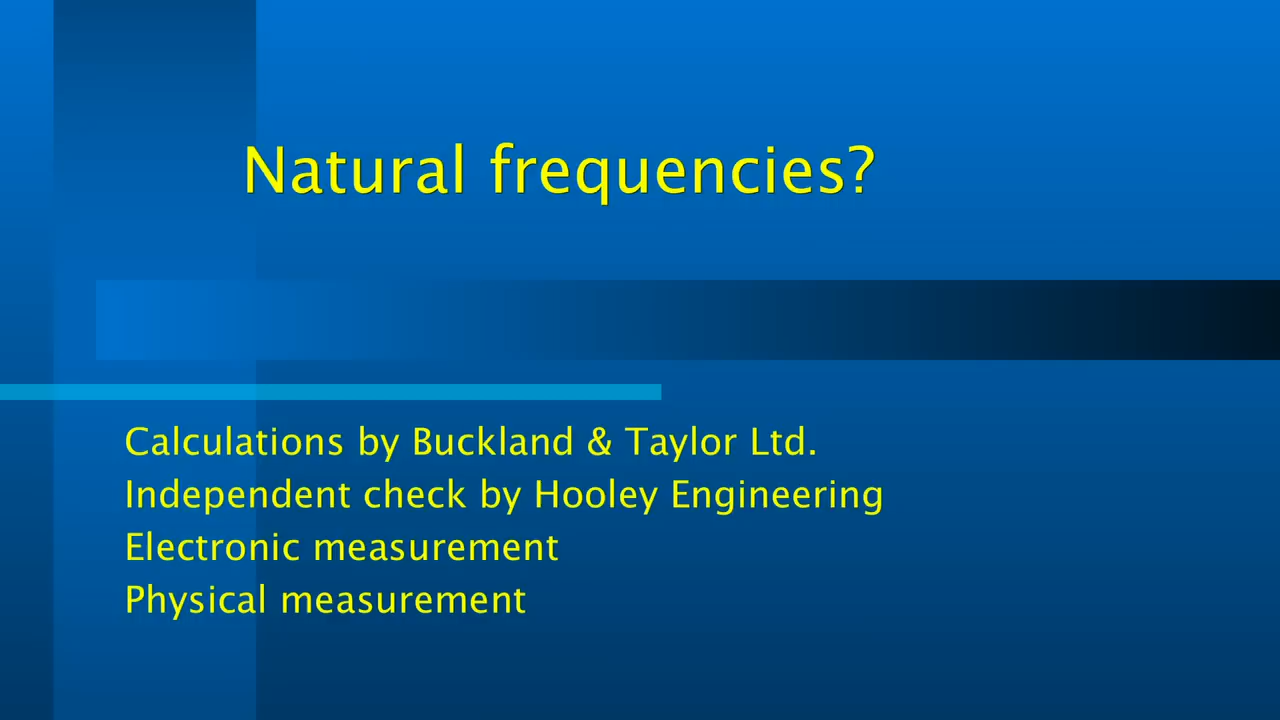 Natural frequencies?
Calculations by Buckland & Taylor Ltd.
Independent check by Hooley Engineering
Electronic measurement
Physical measurement